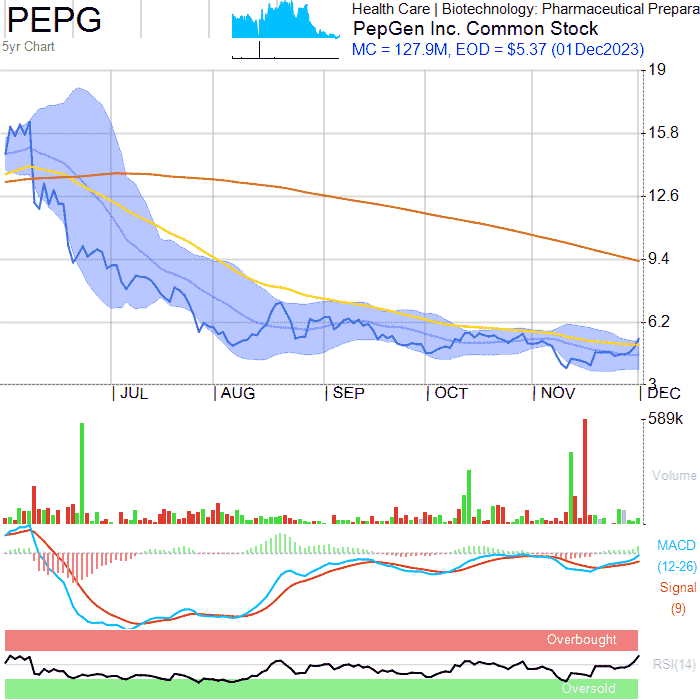 PEPG
5yr Chart
Health Care | Biotechnology: Pharmaceutical Prepara
PepGen Inc. Common Stock
MC = 127.9M, EOD = $5.37 (01Dec2023)
19
15.8
12.6
9.4
6.2
3
JUL AUG SEP OCT NOV DEC
589k
Volume
MACD
(12-26)
Signal
(9)
Overbought
RSI(14)
Oversold